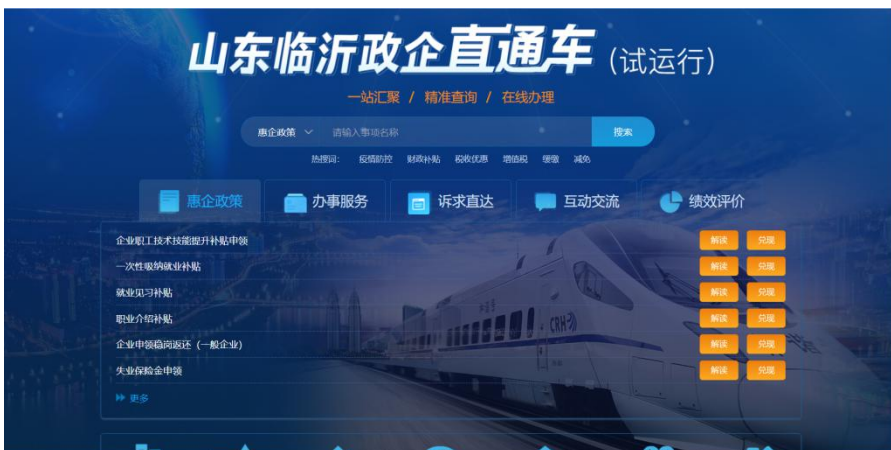 山东临沂政企直通车(试运行)
一站汇聚 / 精准查询 / 在线办理
惠企政策 请输入事项名称 搜索
热搜词: 疫情防控 财政补贴 税收优惠 增值税 缓缴 减免
惠企政策 办事服务 诉求直达 互动交流 绩效评价
企业职工技术技能提升补贴申领 解读 兑现
一次性吸纳就业补贴 解读 兑现
就业见习补贴 解读 兑现
职业介绍补贴 解读 兑现
企业申领稳岗返还(一般企业) 解读 兑现
失业保险金申领 解读 兑现
更多
CRH